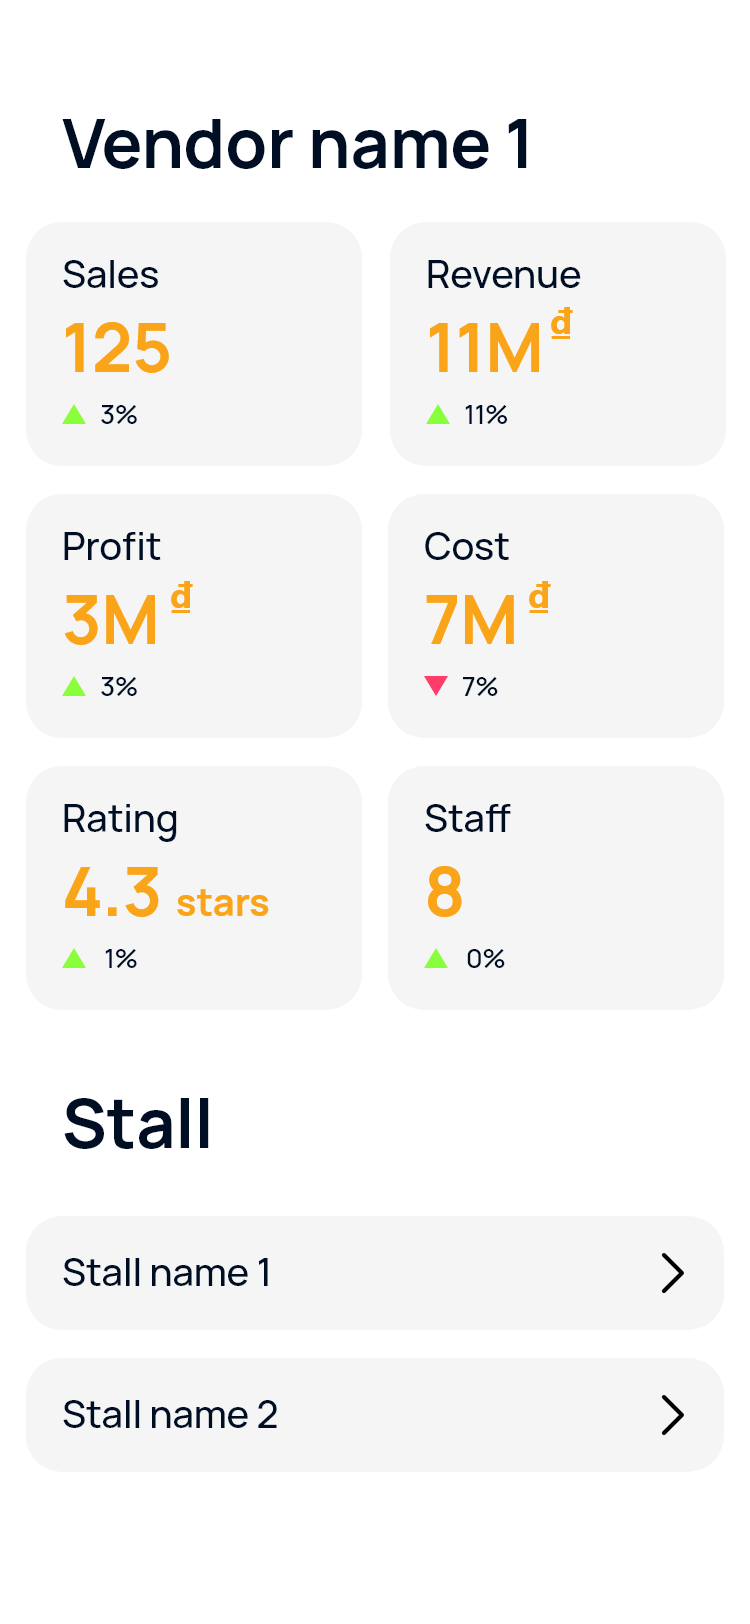 Vendor name 1
Sales
125
3%
Revenue
11M₫
11%
Profit
3M₫
3%
Cost
7M₫
7%
Rating
4.3 stars
1%
Staff
8
0%
Stall
Stall name 1
Stall name 2